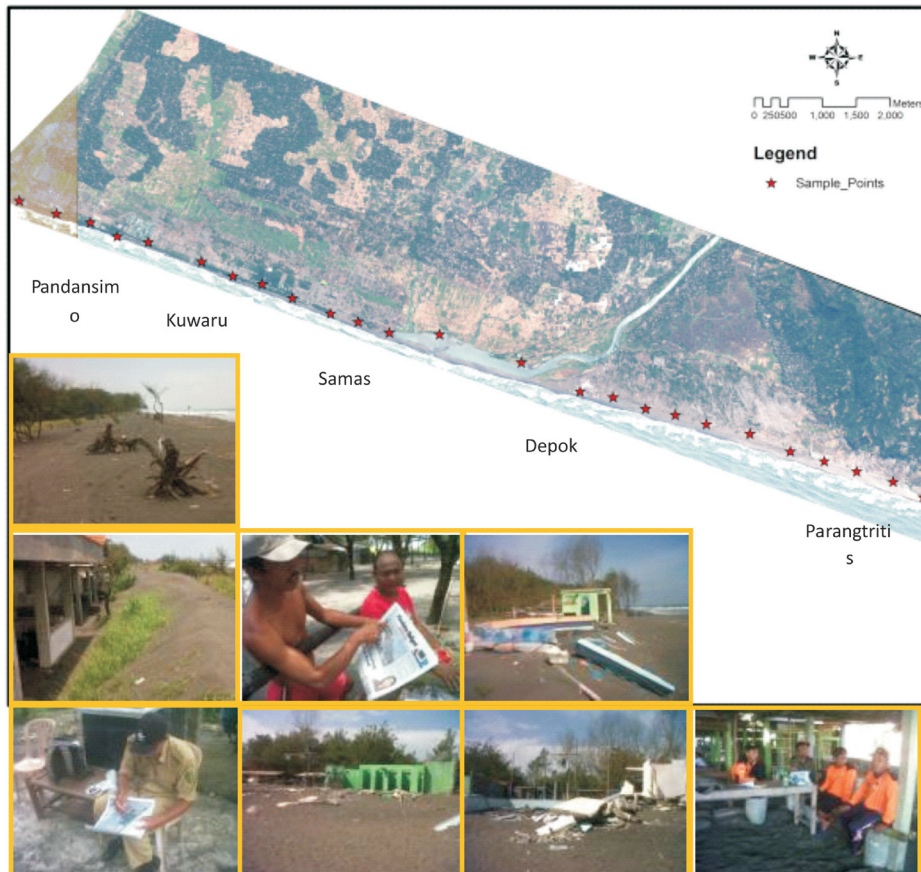 N
W E
S
Meters
0 250500 1,000 1,500 2,000
Legend
Sample_Points
Pandansim
o
Kuwaru
Samas
Depok
Parangtriti
s